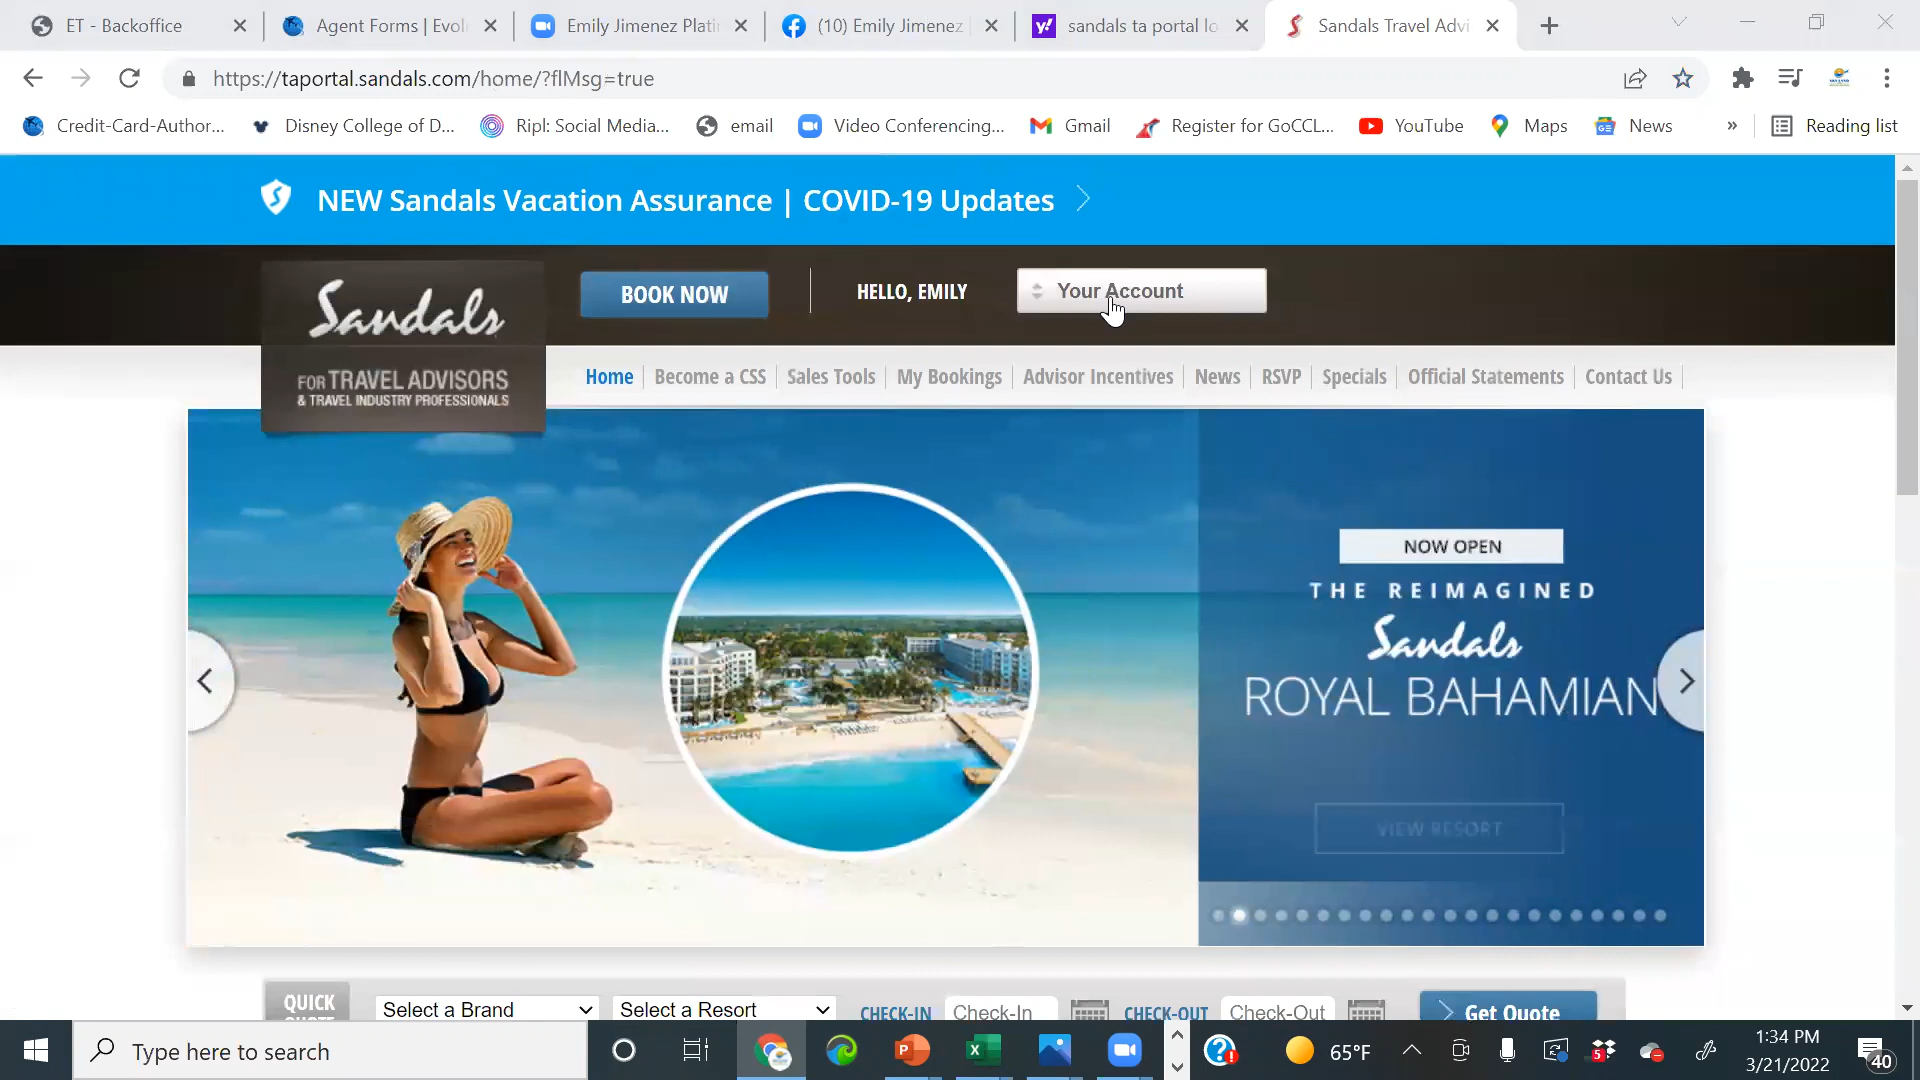 ET - Backoffice
Agent Forms | Evol
Emily Jimenez Plati
(10) Emily Jimenez
sandals ta portal lo
Sandals Travel Advi
https://taportal.sandals.com/home/?flMsg=true
Credit-Card-Author...
Disney College of D...
Ripl: Social Media...
email
Video Conferencing...
Gmail
Register for GoCCL...
YouTube
Maps
News
»
Reading list
NEW Sandals Vacation Assurance | COVID-19 Updates
Sandals
FOR TRAVEL ADVISORS
& TRAVEL INDUSTRY PROFESSIONALS
BOOK NOW
HELLO, EMILY
Your Account
Home
Become a CSS
Sales Tools
My Bookings
Advisor Incentives
News
RSVP
Specials
Official Statements
Contact Us
NOW OPEN
THE REIMAGINED
Sandals
ROYAL BAHAMIAN
VIEW RESORT
QUICK
Select a Brand
Select a Resort
CHECK-IN
Check-In
CHECK-OUT
Check-Out
Get Quote
Type here to search
65°F
5
1:34 PM
3/21/2022
40